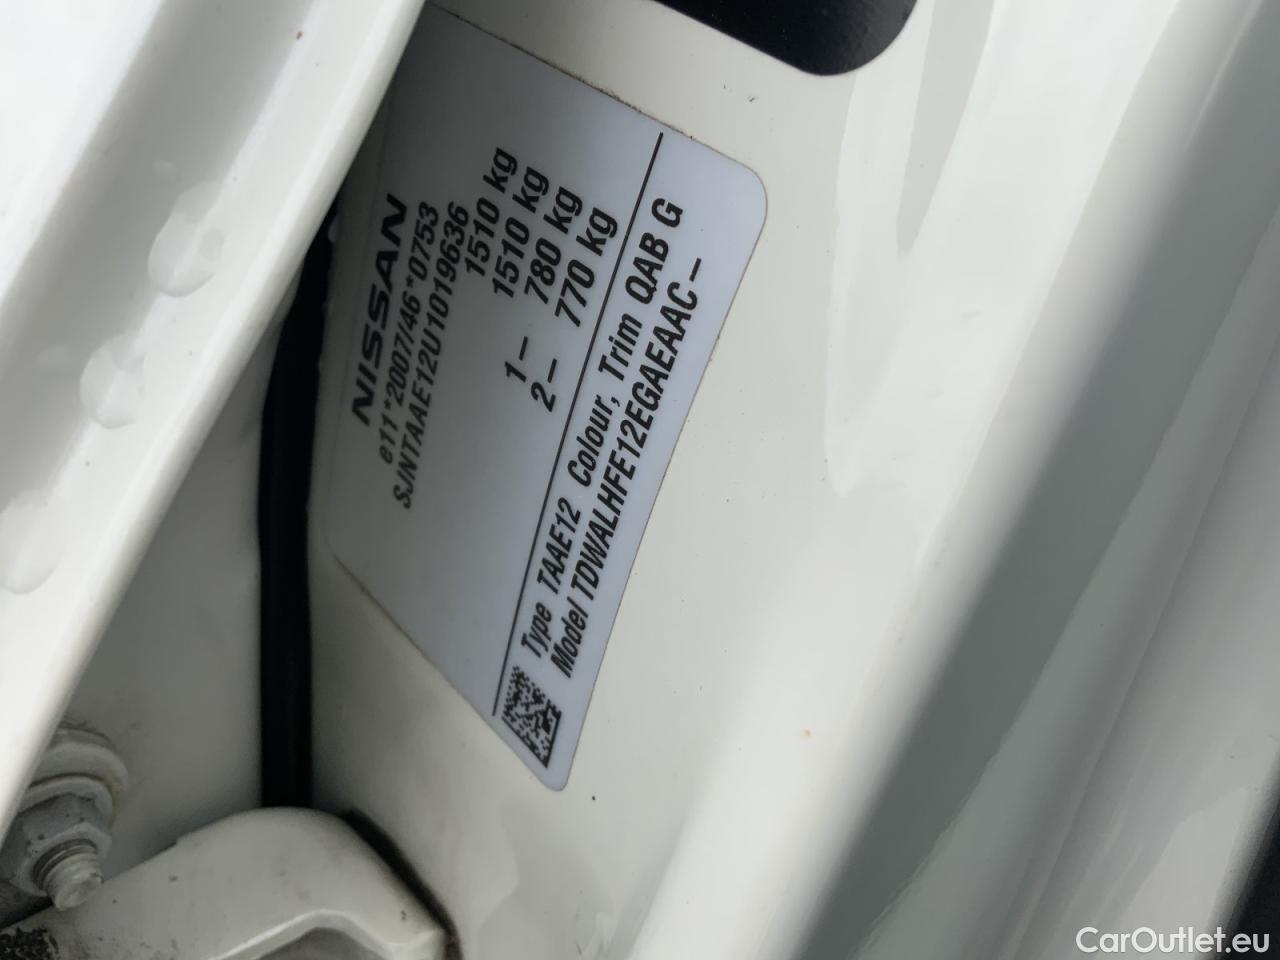 NISSAN
e11*2007/46*0753
SJNTAAE12U1019636
1510 kg
1510 kg
1– 780 kg
2– 770 kg
Type TAAE12 Colour, Trim QAB G
Model TDWALHFE12EGAEAAC–
CarOutlet.eu